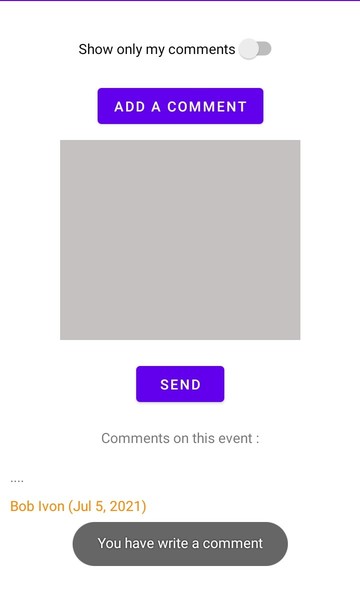 Show only my comments
ADD A COMMENT
SEND
Comments on this event :
....
Bob Ivon (Jul 5, 2021)
You have write a comment